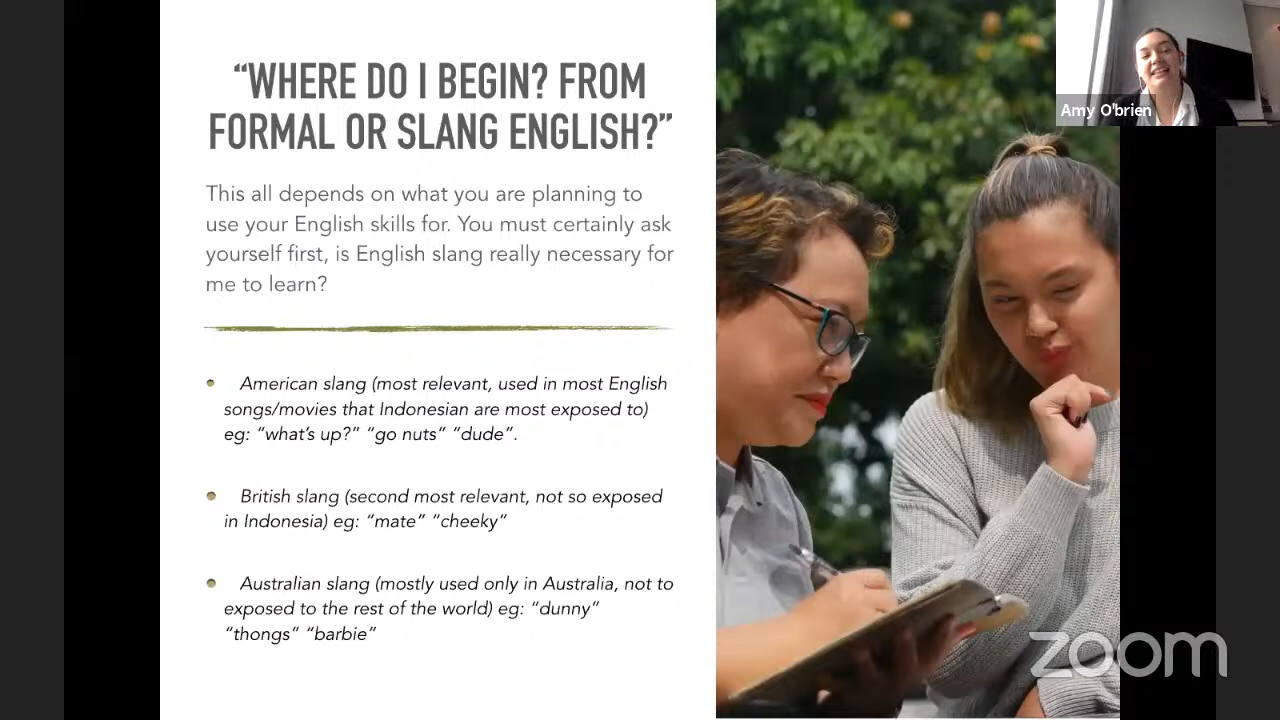 “WHERE DO I BEGIN? FROM
FORMAL OR SLANG ENGLISH?”
This all depends on what you are planning to
use your English skills for. You must certainly ask
yourself first, is English slang really necessary for
me to learn?
• American slang (most relevant, used in most English
songs/movies that Indonesian are most exposed to)
eg: “what’s up?” “go nuts” “dude”.
• British slang (second most relevant, not so exposed
in Indonesia) eg: “mate” “cheeky”
• Australian slang (mostly used only in Australia, not to
exposed to the rest of the world) eg: “dunny”
“thongs” “barbie”
Amy O'brien
zoom